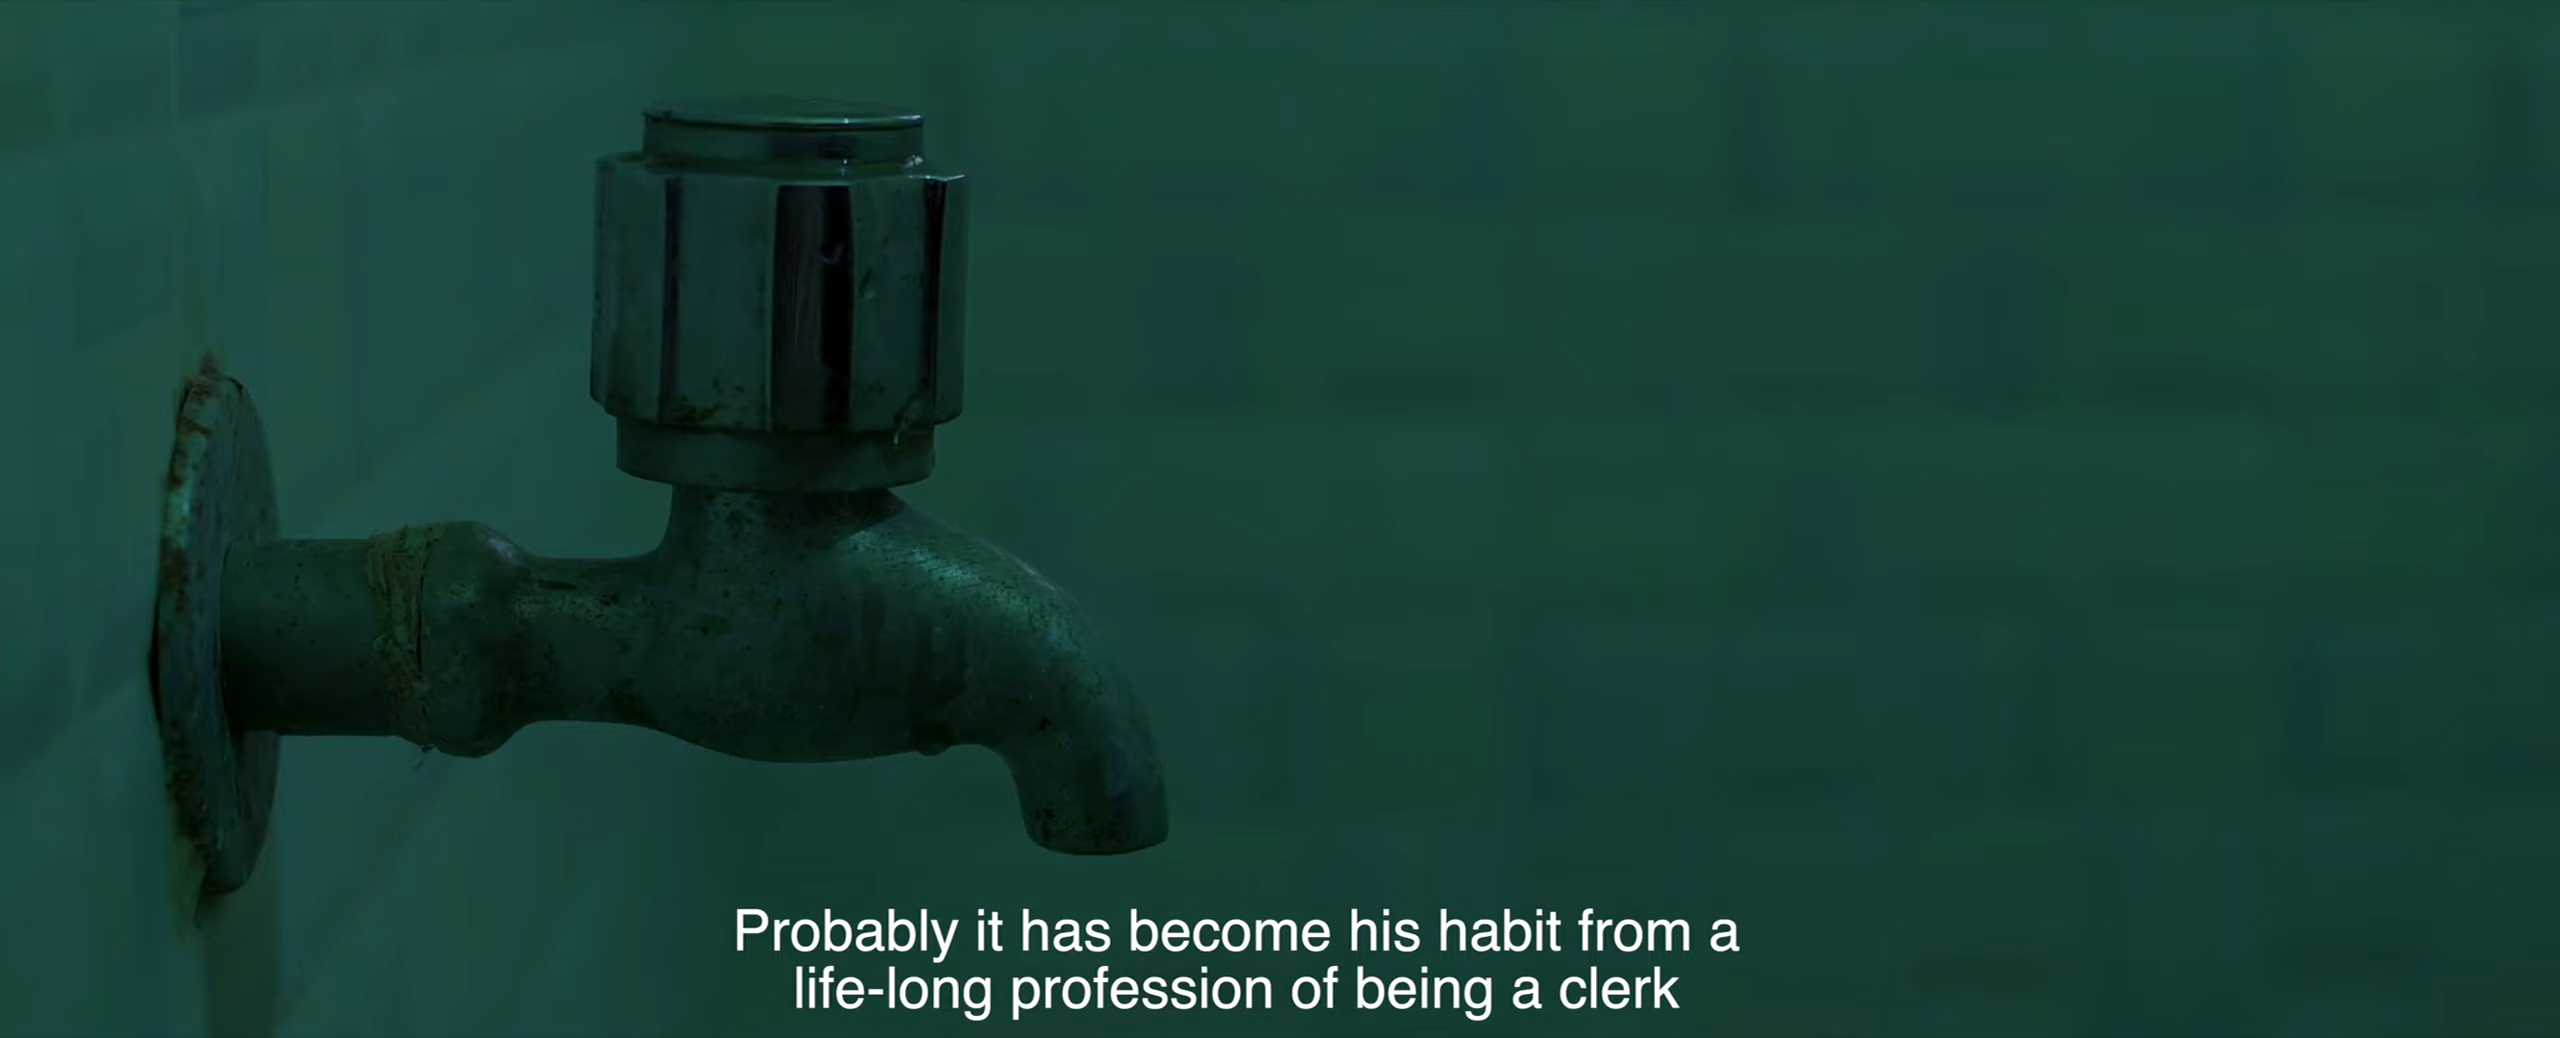 Probably it has become his habit from a
life-long profession of being a clerk